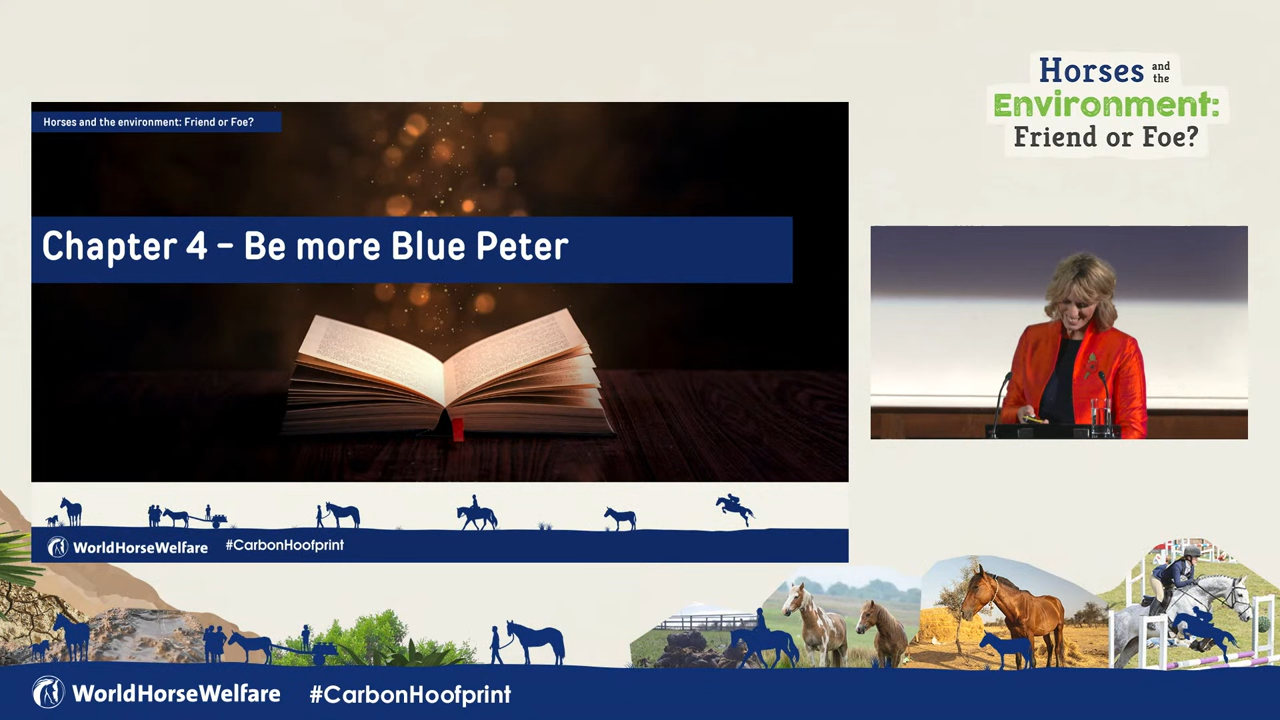 Horses and the
Environment:
Friend or Foe?
Horses and the environment: Friend or Foe?
Chapter 4 – Be more Blue Peter
WorldHorseWelfare #CarbonHoofprint
WorldHorseWelfare #CarbonHoofprint